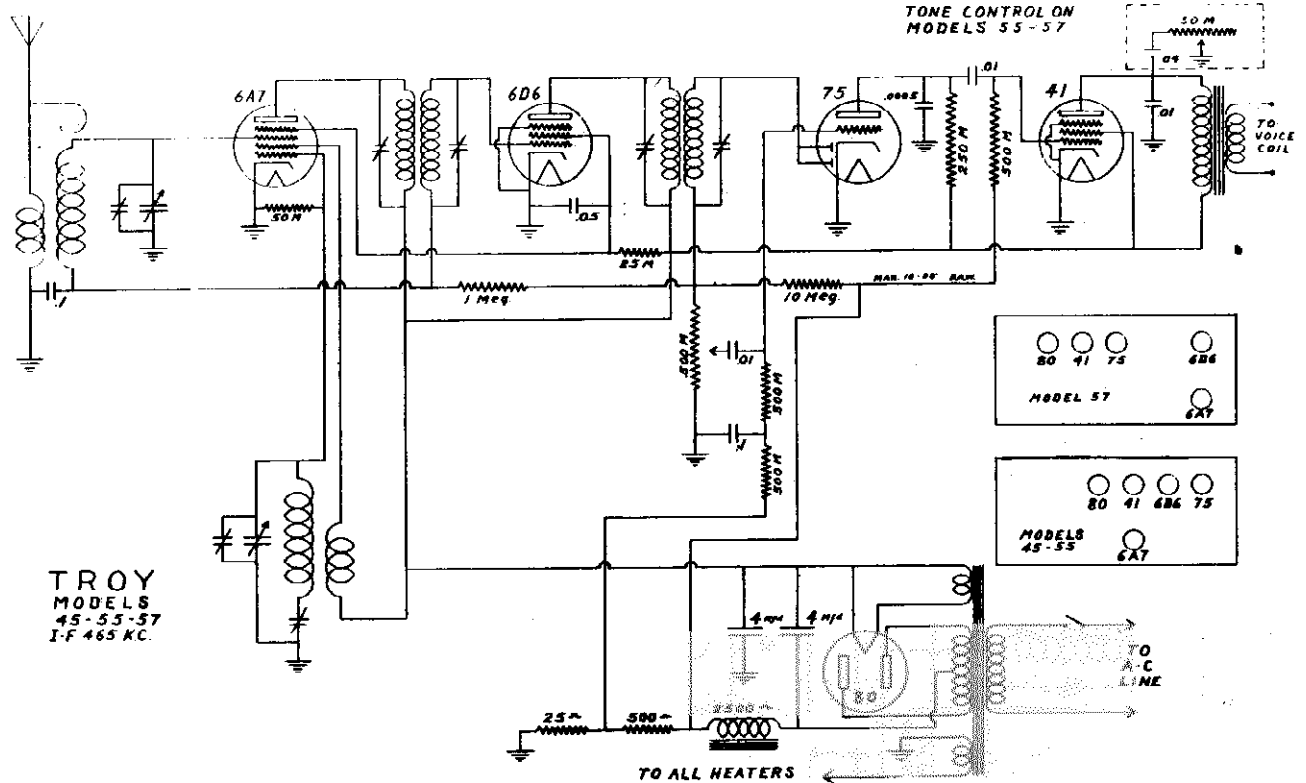 TONE CONTROL ON
MODELS 55-57
50 M
.04
6A7
6D6
75
41
.0005
.01
250 M
500 M
.01
TO
VOICE
COIL
50 M
.05
25 M
.1
1 Meg.
10 Meg.
500 M
.01
500 M
.1
500 M
80 41 75 6B6
MODEL 57
6A7
80 41 6B6 75
MODELS
45-55
6A7
TROY
MODELS
45-55-57
I-F 465 KC.
4 mfd
4 mfd
80
TO
A-C
LINE
25~
500~
2500~
TO ALL HEATERS